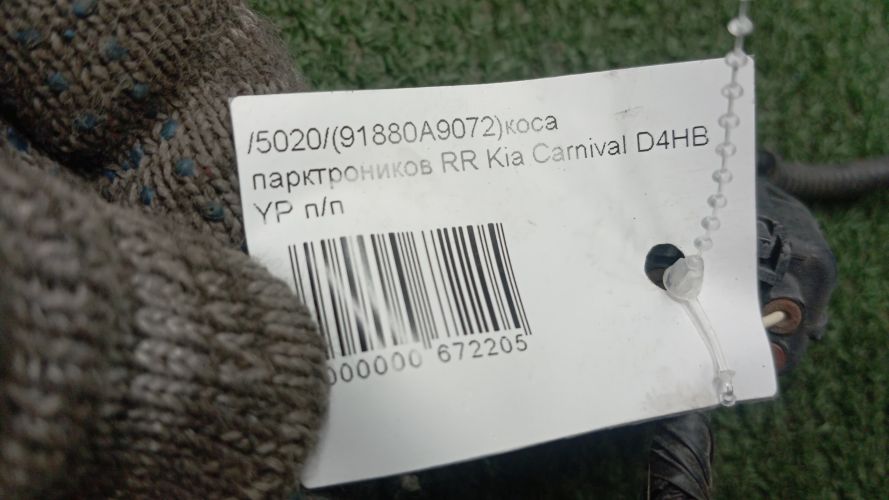 /5020/(91880A9072)коса
парктроников RR Kia Carnival D4HB
YP п/п
000000 672205